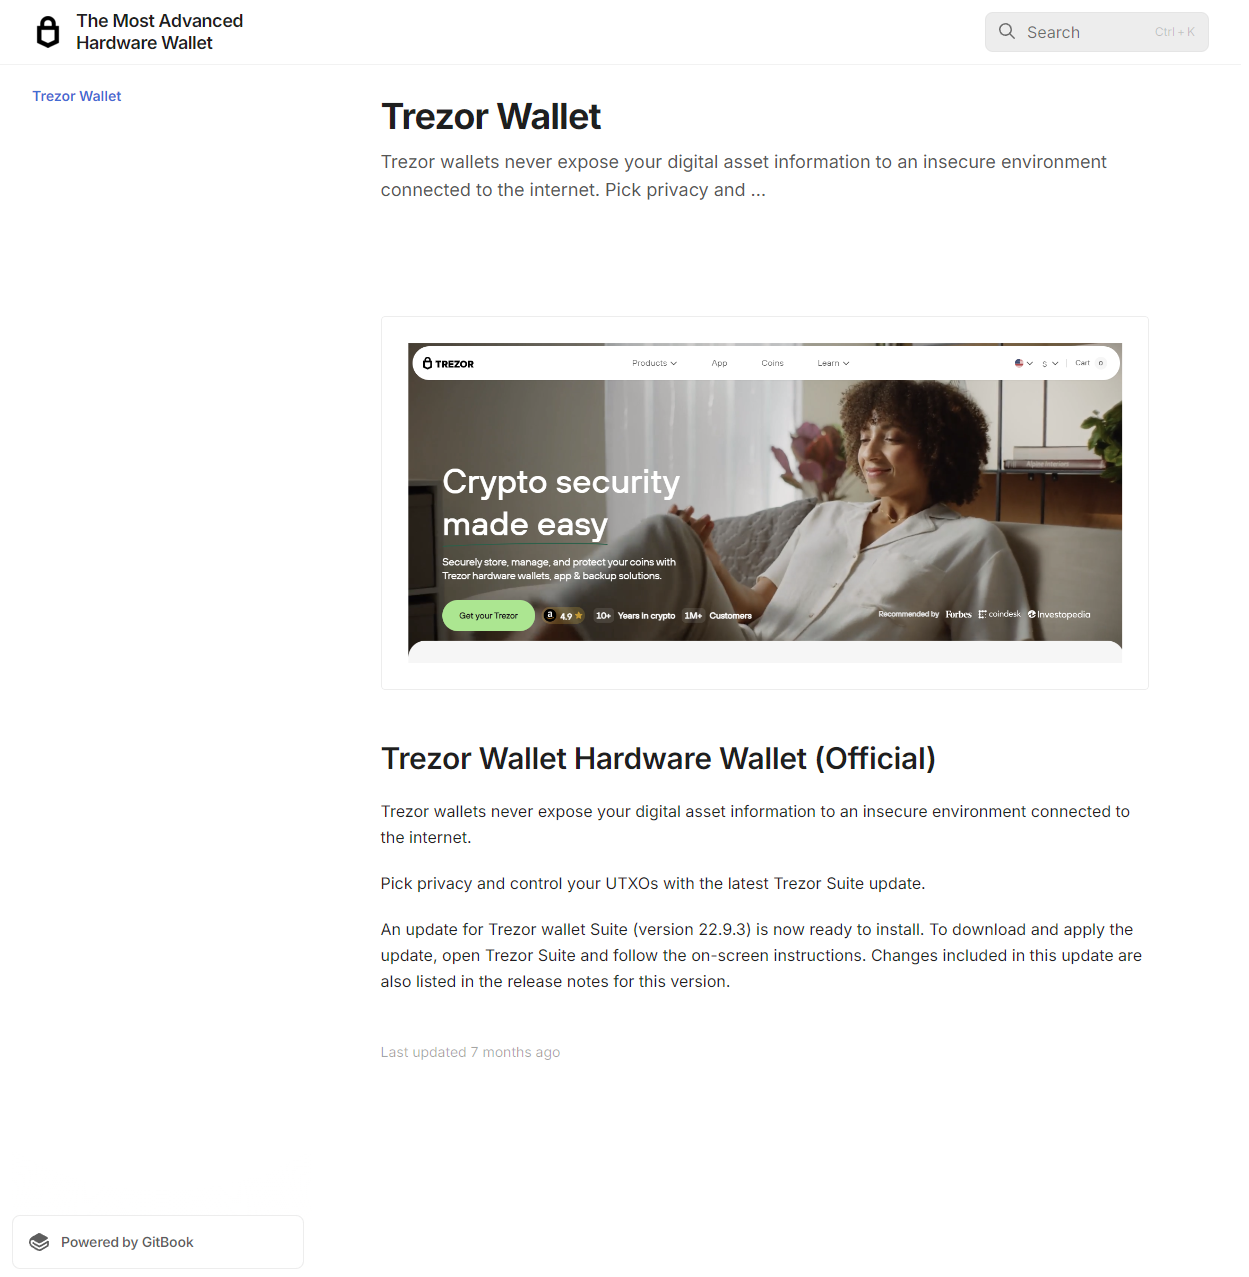 The Most Advanced
Hardware Wallet
Search
Ctrl + K
Trezor Wallet
Trezor Wallet
Trezor wallets never expose your digital asset information to an insecure environment
connected to the internet. Pick privacy and ...
TREZOR
Products
App
Coins
Learn
$
Cart
0
Crypto security
made easy
Securely store, manage, and protect your coins with
Trezor hardware wallets, app & backup solutions.
Get your Trezor
a 4.9
10+ Years in crypto
1M+ Customers
Recommended by Forbes coindesk Investopedia
Trezor Wallet Hardware Wallet (Official)
Trezor wallets never expose your digital asset information to an insecure environment connected to
the internet.
Pick privacy and control your UTXOs with the latest Trezor Suite update.
An update for Trezor wallet Suite (version 22.9.3) is now ready to install. To download and apply the
update, open Trezor Suite and follow the on-screen instructions. Changes included in this update are
also listed in the release notes for this version.
Last updated 7 months ago
Powered by GitBook